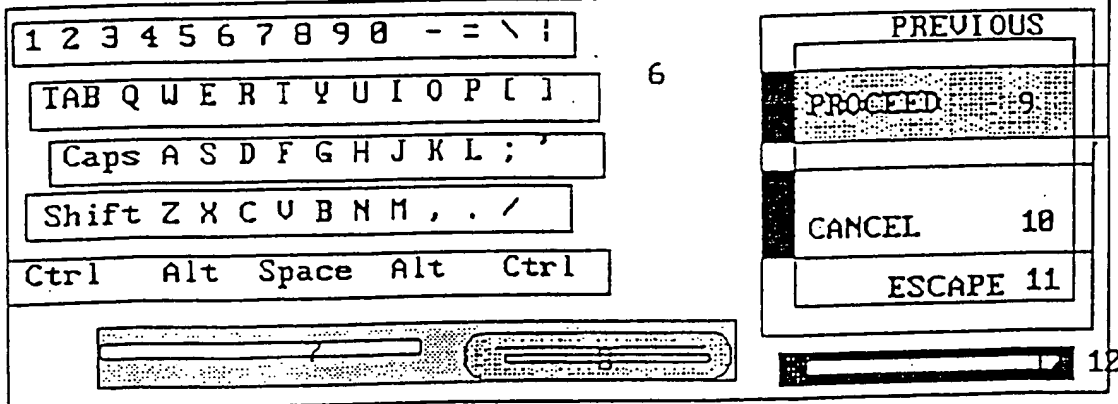 1 2 3 4 5 6 7 8 9 0 - = \ ¦
TAB Q W E R T Y U I O P [ ]
Caps A S D F G H J K L ; '
Shift Z X C V B N M , . /
Ctrl Alt Space Alt Ctrl
6
PREVIOUS
PROCEED - 9
CANCEL 10
ESCAPE 11
7
8
12